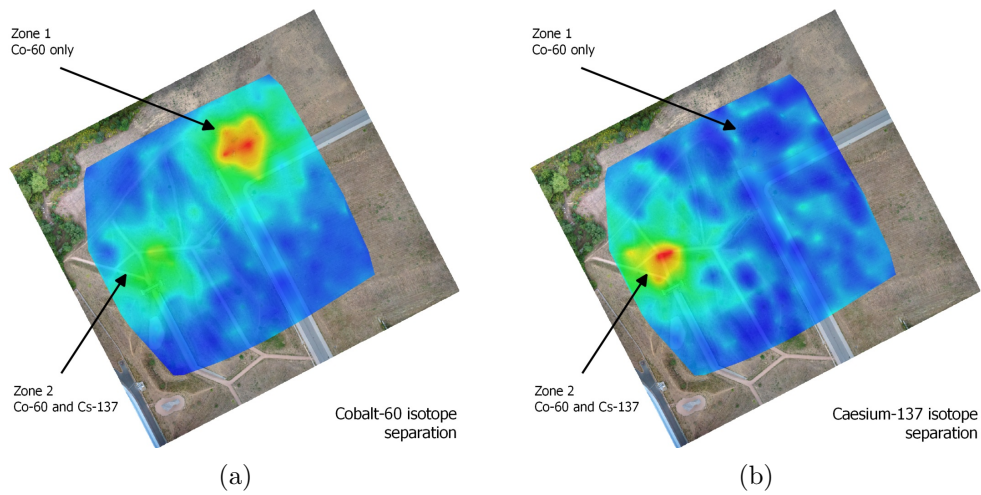 Zone 1
Co-60 only
Zone 2
Co-60 and Cs-137
Cobalt-60 isotope
separation
(a)
Zone 1
Co-60 only
Zone 2
Co-60 and Cs-137
Caesium-137 isotope
separation
(b)